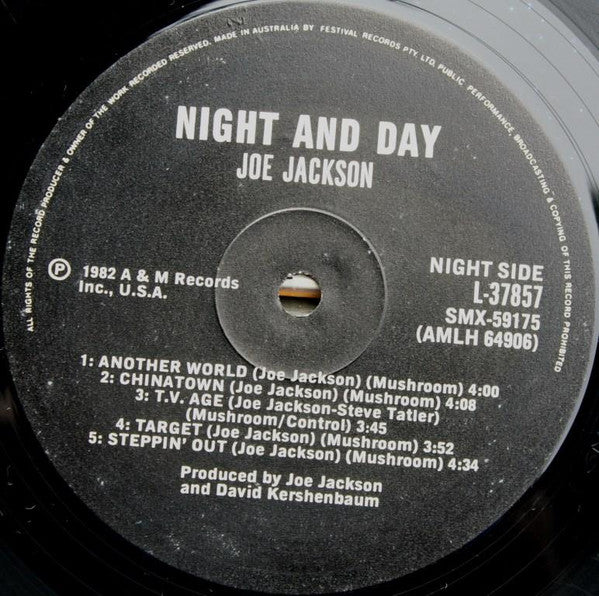 ALL RIGHTS OF THE RECORD PRODUCER & OWNER OF THE WORK RECORDED RESERVED. MADE IN AUSTRALIA BY FESTIVAL RECORDS PTY. LTD. PUBLIC PERFORMANCE, BROADCASTING & COPYING OF THIS RECORD PROHIBITED
NIGHT AND DAY
JOE JACKSON
Ⓟ 1982 A & M Records
Inc., U.S.A.
NIGHT SIDE
L-37857
SMX-59175
(AMLH 64906)
1: ANOTHER WORLD (Joe Jackson) (Mushroom) 4:00
2: CHINATOWN (Joe Jackson) (Mushroom) 4:08
3: T.V. AGE (Joe Jackson-Steve Tatler)
(Mushroom/Control) 3:45
4: TARGET (Joe Jackson) (Mushroom) 3:52
5: STEPPIN' OUT (Joe Jackson) (Mushroom) 4:34
Produced by Joe Jackson
and David Kershenbaum